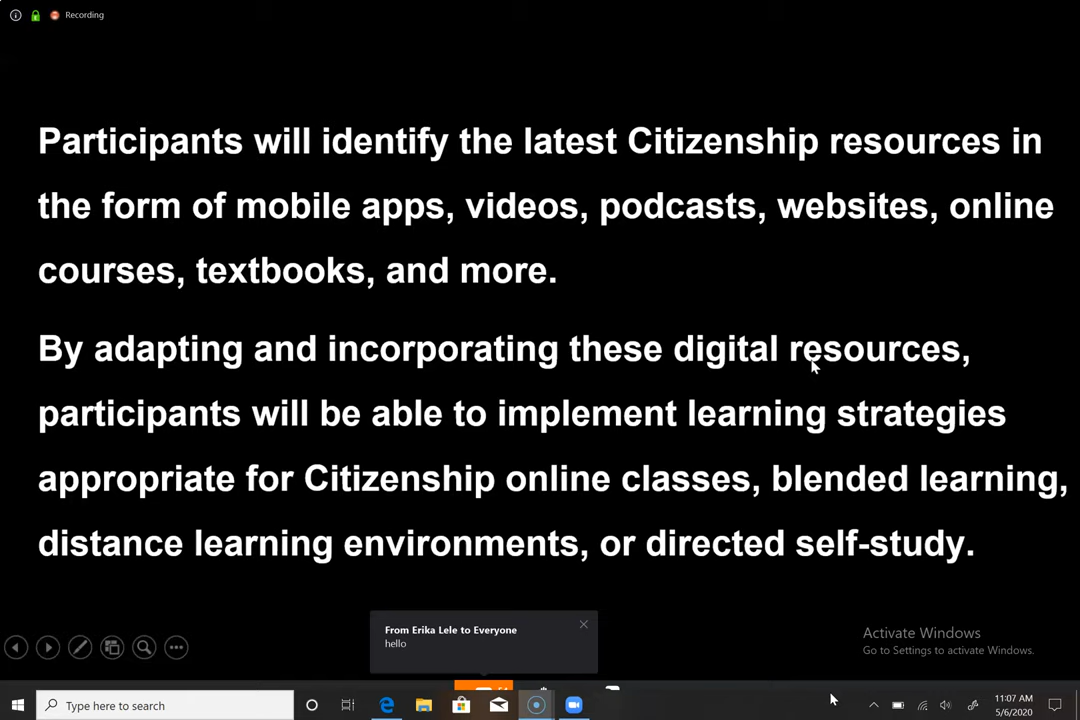 Recording
Participants will identify the latest Citizenship resources in
the form of mobile apps, videos, podcasts, websites, online
courses, textbooks, and more.
By adapting and incorporating these digital resources,
participants will be able to implement learning strategies
appropriate for Citizenship online classes, blended learning,
distance learning environments, or directed self-study.
From Erika Lele to Everyone
hello
Activate Windows
Go to Settings to activate Windows.
Type here to search
11:07 AM
5/6/2020